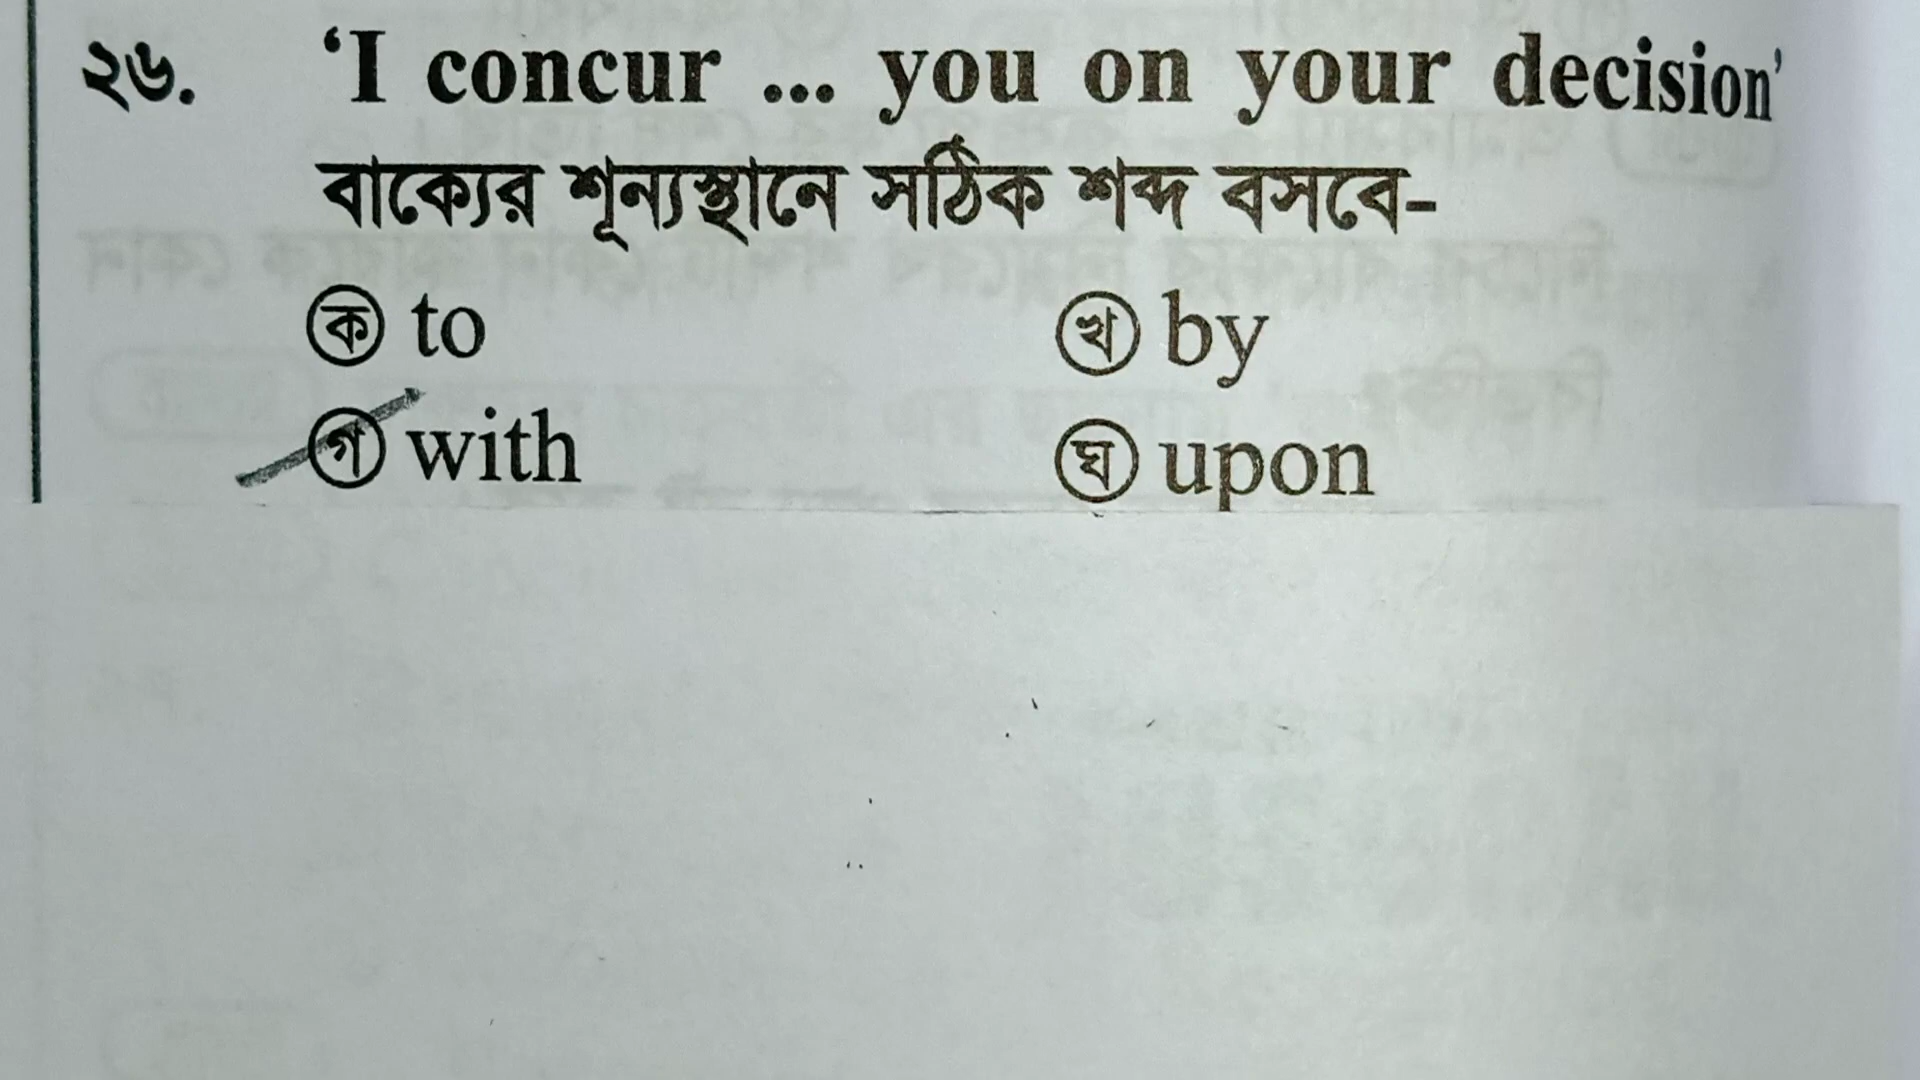 ২৬. ‘I concur ... you on your decision’
বাক্যের শূন্যস্থানে সঠিক শব্দ বসবে-
ক to খ by
গ with ঘ upon